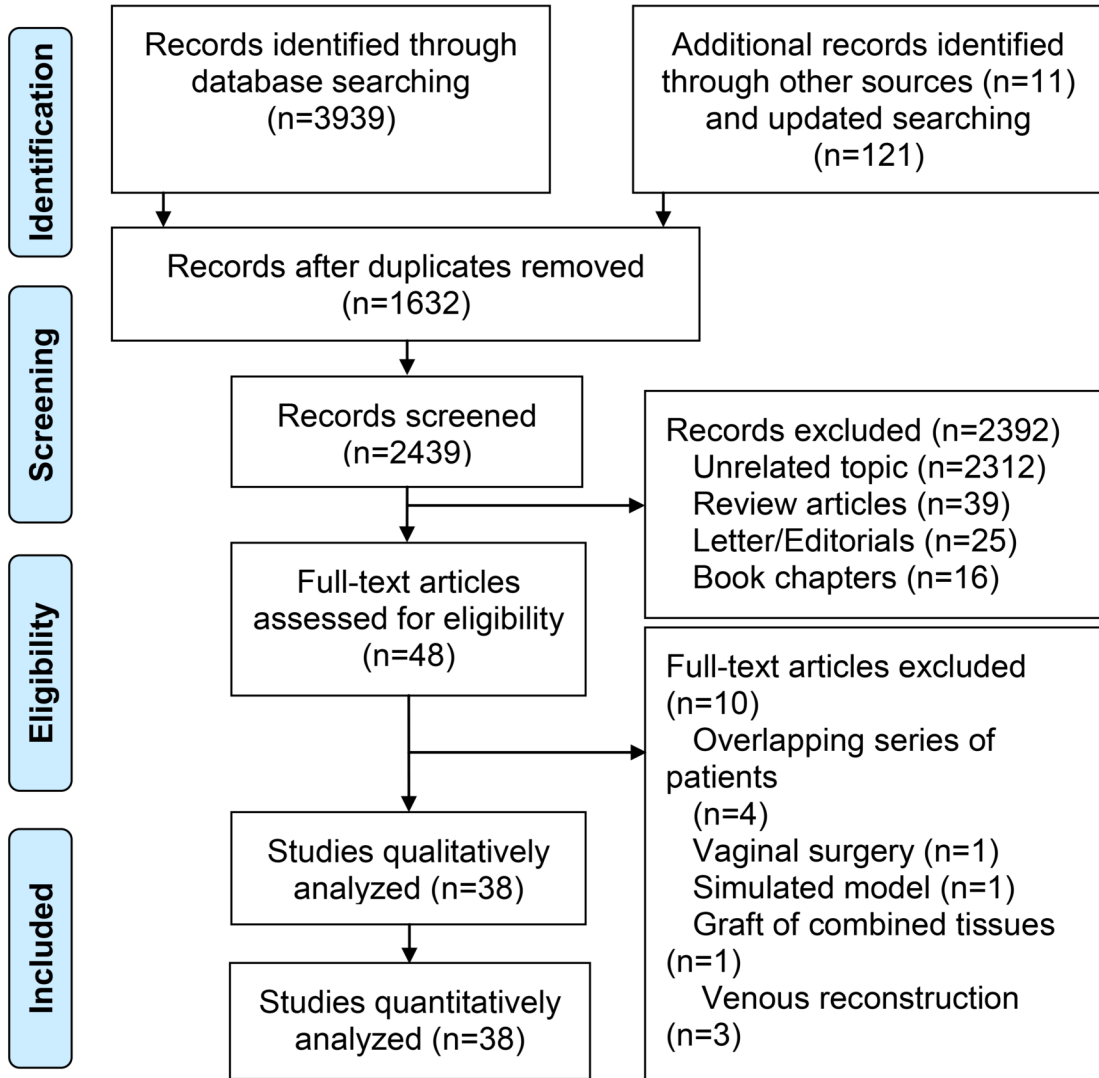 Identification
Records identified through
database searching
(n=3939)
Additional records identified
through other sources (n=11)
and updated searching
(n=121)
Records after duplicates removed
(n=1632)
Screening
Records screened
(n=2439)
Records excluded (n=2392)
Unrelated topic (n=2312)
Review articles (n=39)
Letter/Editorials (n=25)
Book chapters (n=16)
Eligibility
Full-text articles
assessed for eligibility
(n=48)
Full-text articles excluded
(n=10)
Overlapping series of
patients
(n=4)
Vaginal surgery (n=1)
Simulated model (n=1)
Graft of combined tissues
(n=1)
Venous reconstruction
(n=3)
Included
Studies qualitatively
analyzed (n=38)
Studies quantitatively
analyzed (n=38)